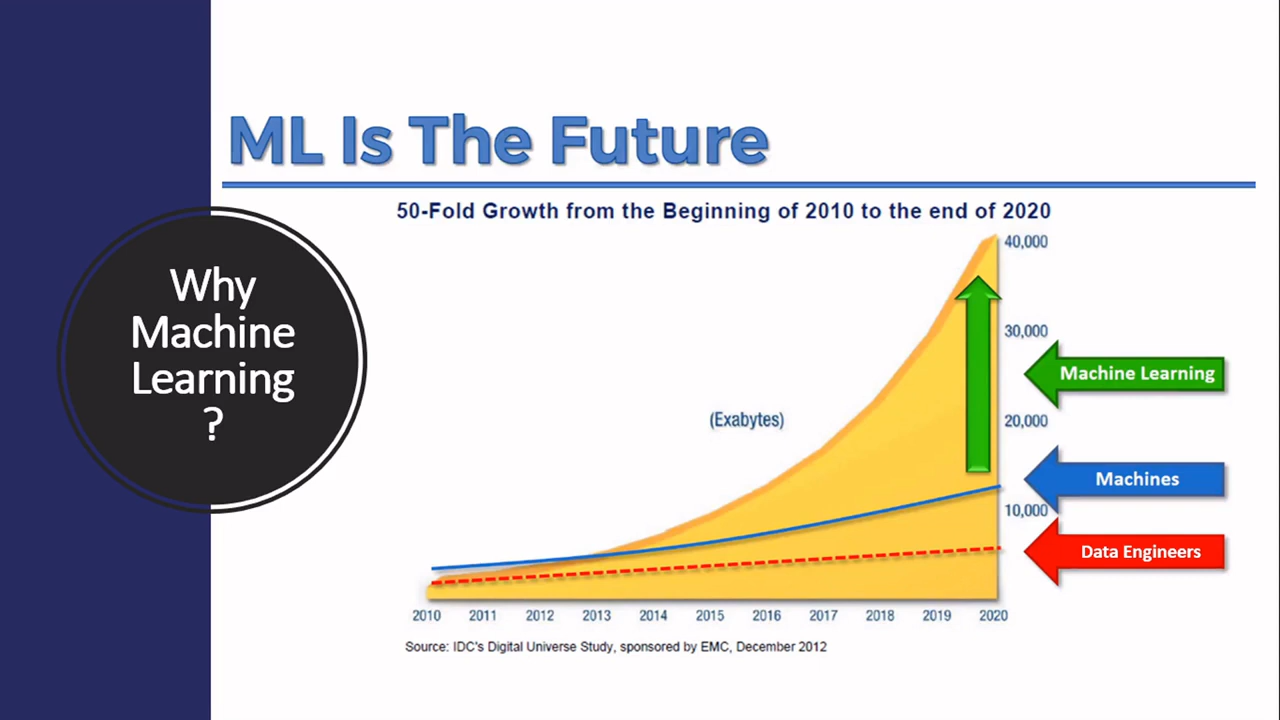 ML Is The Future
Why
Machine
Learning
?
50-Fold Growth from the Beginning of 2010 to the end of 2020
40,000
30,000
Machine Learning
(Exabytes)
20,000
Machines
10,000
Data Engineers
2010 2011 2012 2013 2014 2015 2016 2017 2018 2019 2020
Source: IDC's Digital Universe Study, sponsored by EMC, December 2012